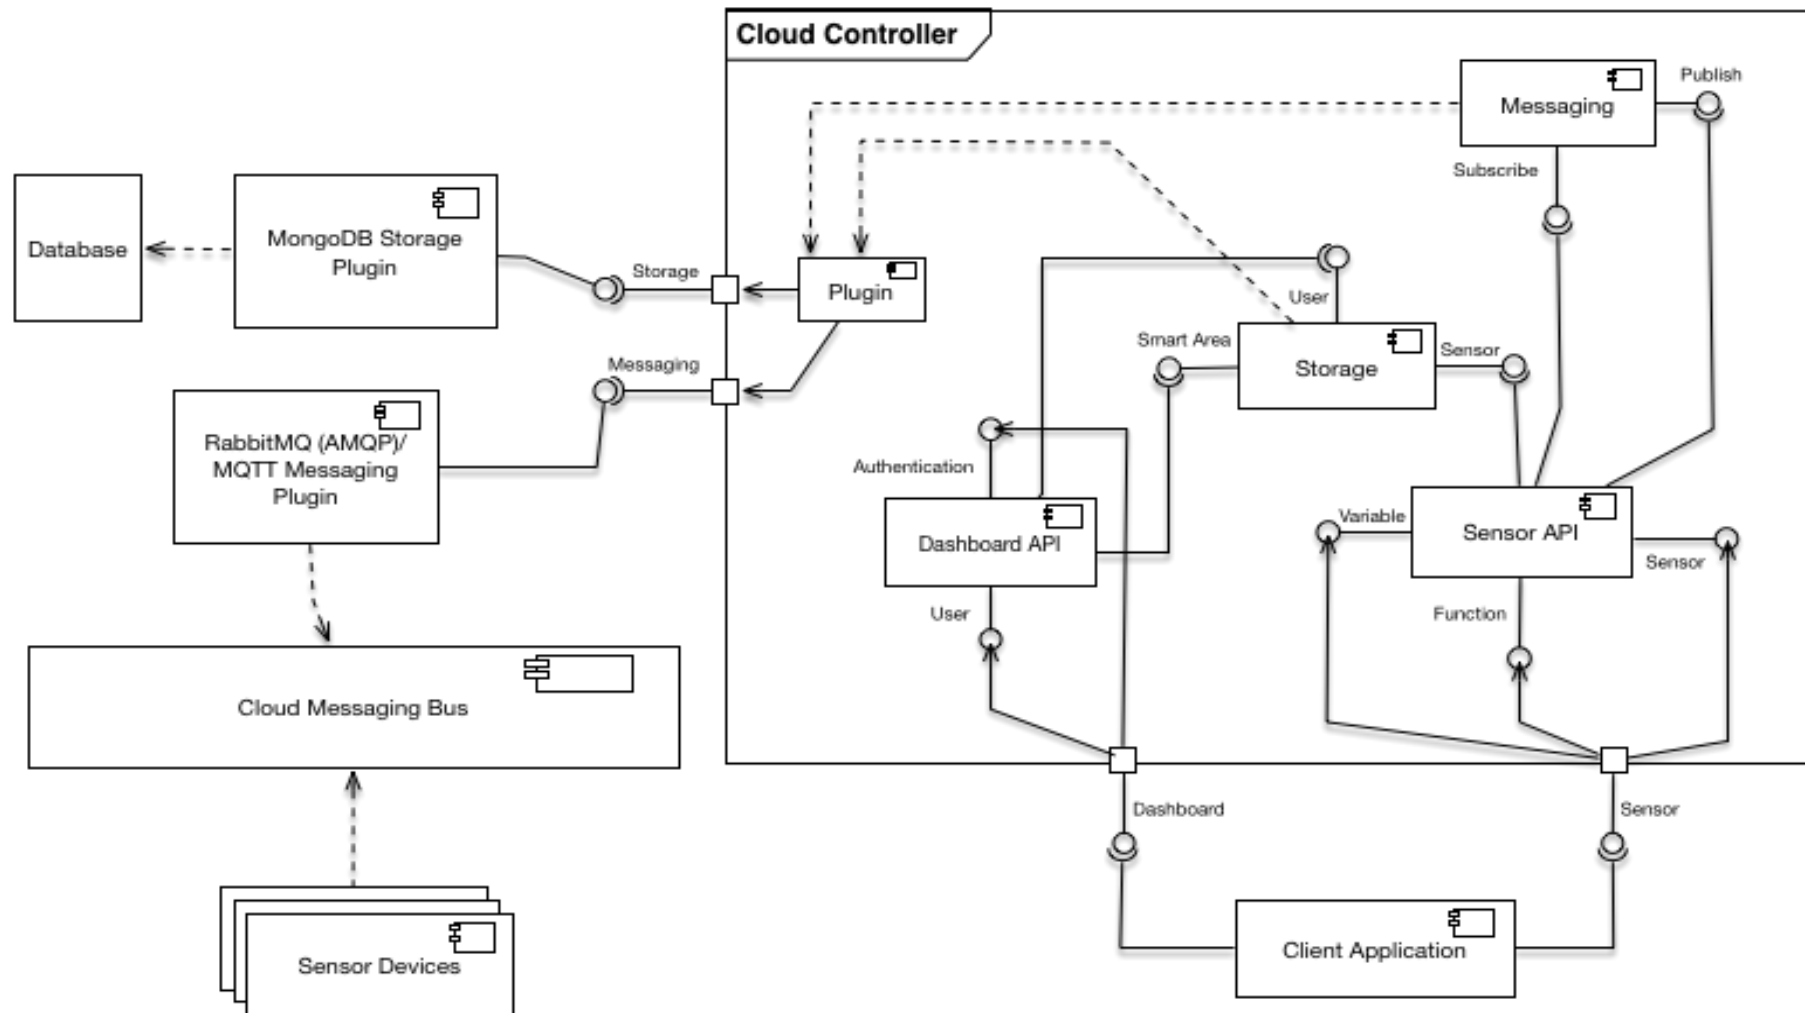 Cloud Controller
Publish
Messaging
Subscribe
Database
MongoDB Storage
Plugin
Storage
Plugin
User
Smart Area
Storage
Sensor
Messaging
RabbitMQ (AMQP)/
MQTT Messaging
Plugin
Authentication
Dashboard API
Variable
Sensor API
Sensor
User
Function
Cloud Messaging Bus
Dashboard
Sensor
Sensor Devices
Client Application